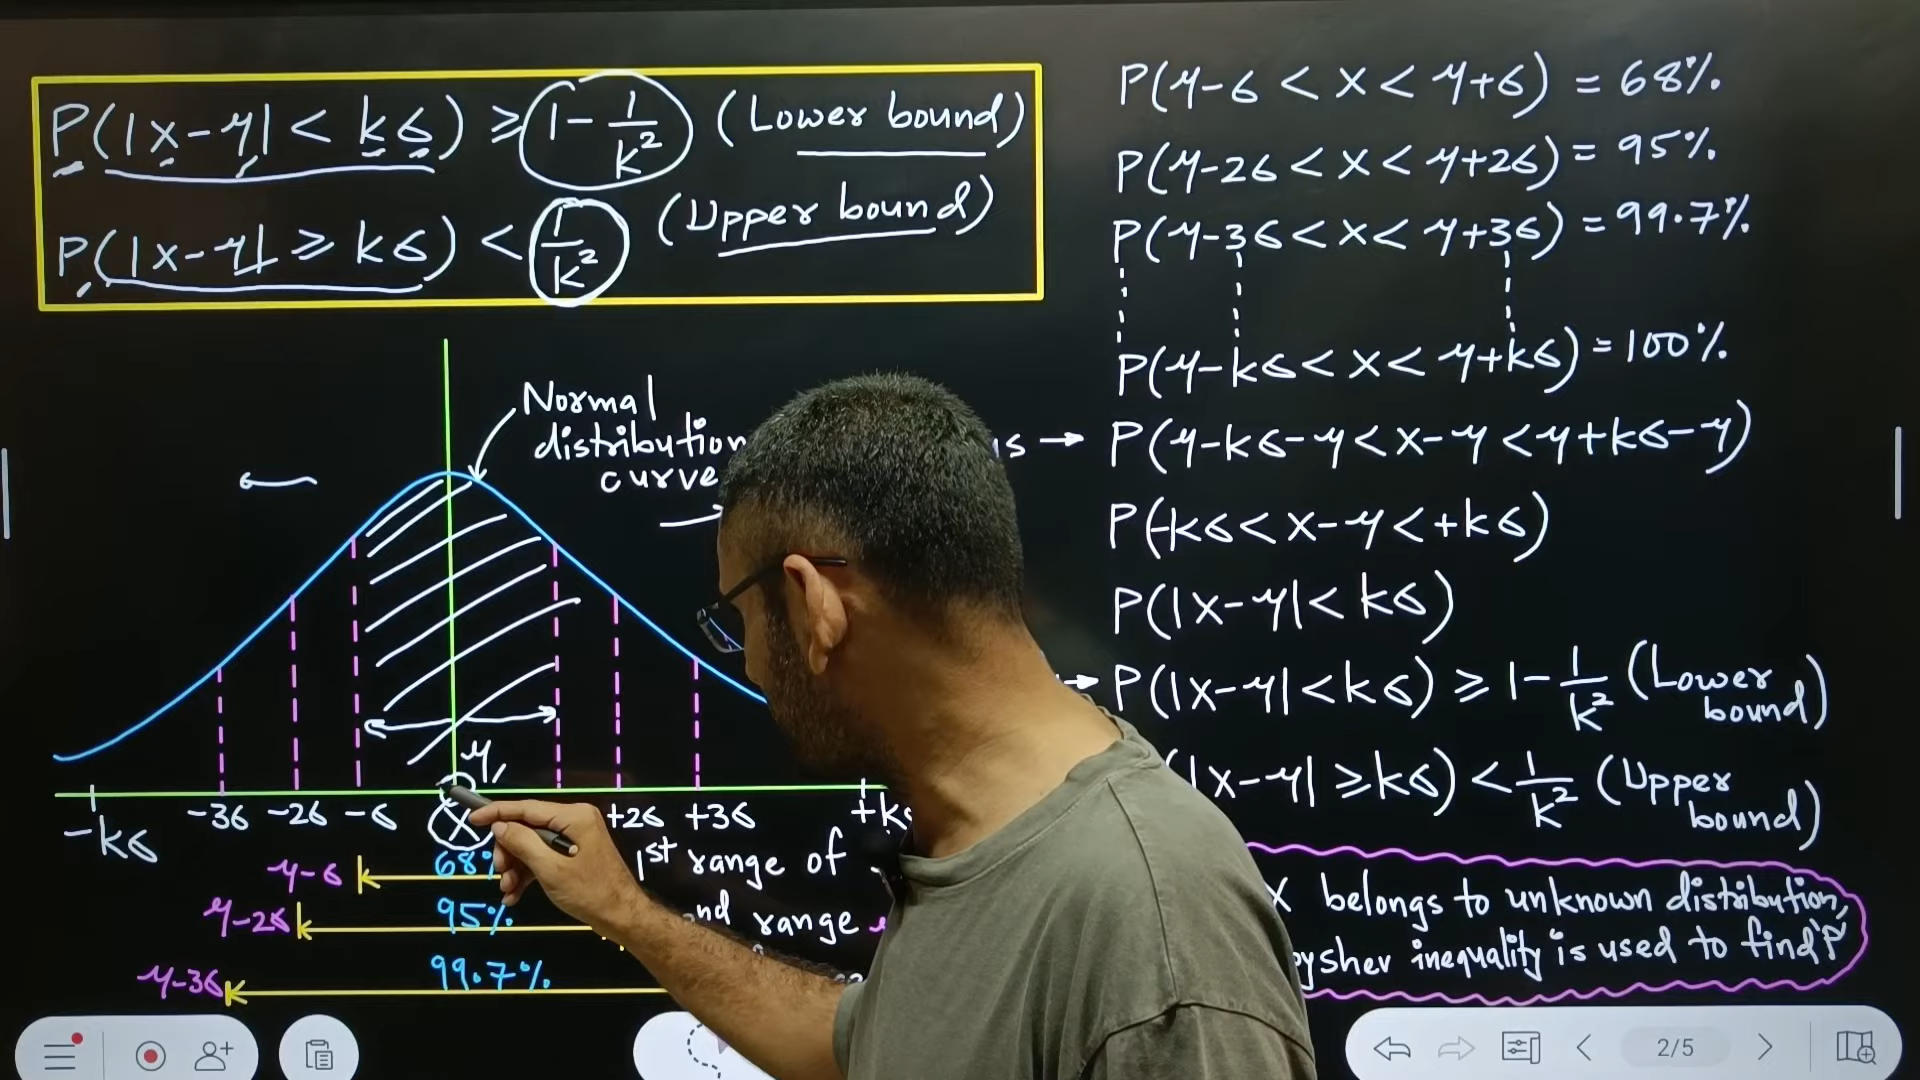 P(|x-μ| < kσ) ≥ 1 - 1/k² (Lower bound)
P(|x-μ| ≥ kσ) < 1/k² (Upper bound)
Normal
distribution
curve
μ
-kσ -3σ -2σ -σ x +2σ +3σ
μ-σ 68% 1st range of
μ-2σ 95% range
μ-3σ 99.7%
P(μ-σ < x < μ+σ) = 68%
P(μ-2σ < x < μ+2σ) = 95%
P(μ-3σ < x < μ+3σ) = 99.7%
P(μ-kσ < x < μ+kσ) = 100%
→ P(μ-kσ-μ < x-μ < μ+kσ-μ)
P(-kσ < x-μ < +kσ)
P(|x-μ| < kσ)
→ P(|x-μ| < kσ) ≥ 1 - 1/k² (Lower
bound)
|x-μ| ≥ kσ) < 1/k² (Upper
bound)
X belongs to unknown distribution,
inequality is used to find 'P'
2/5